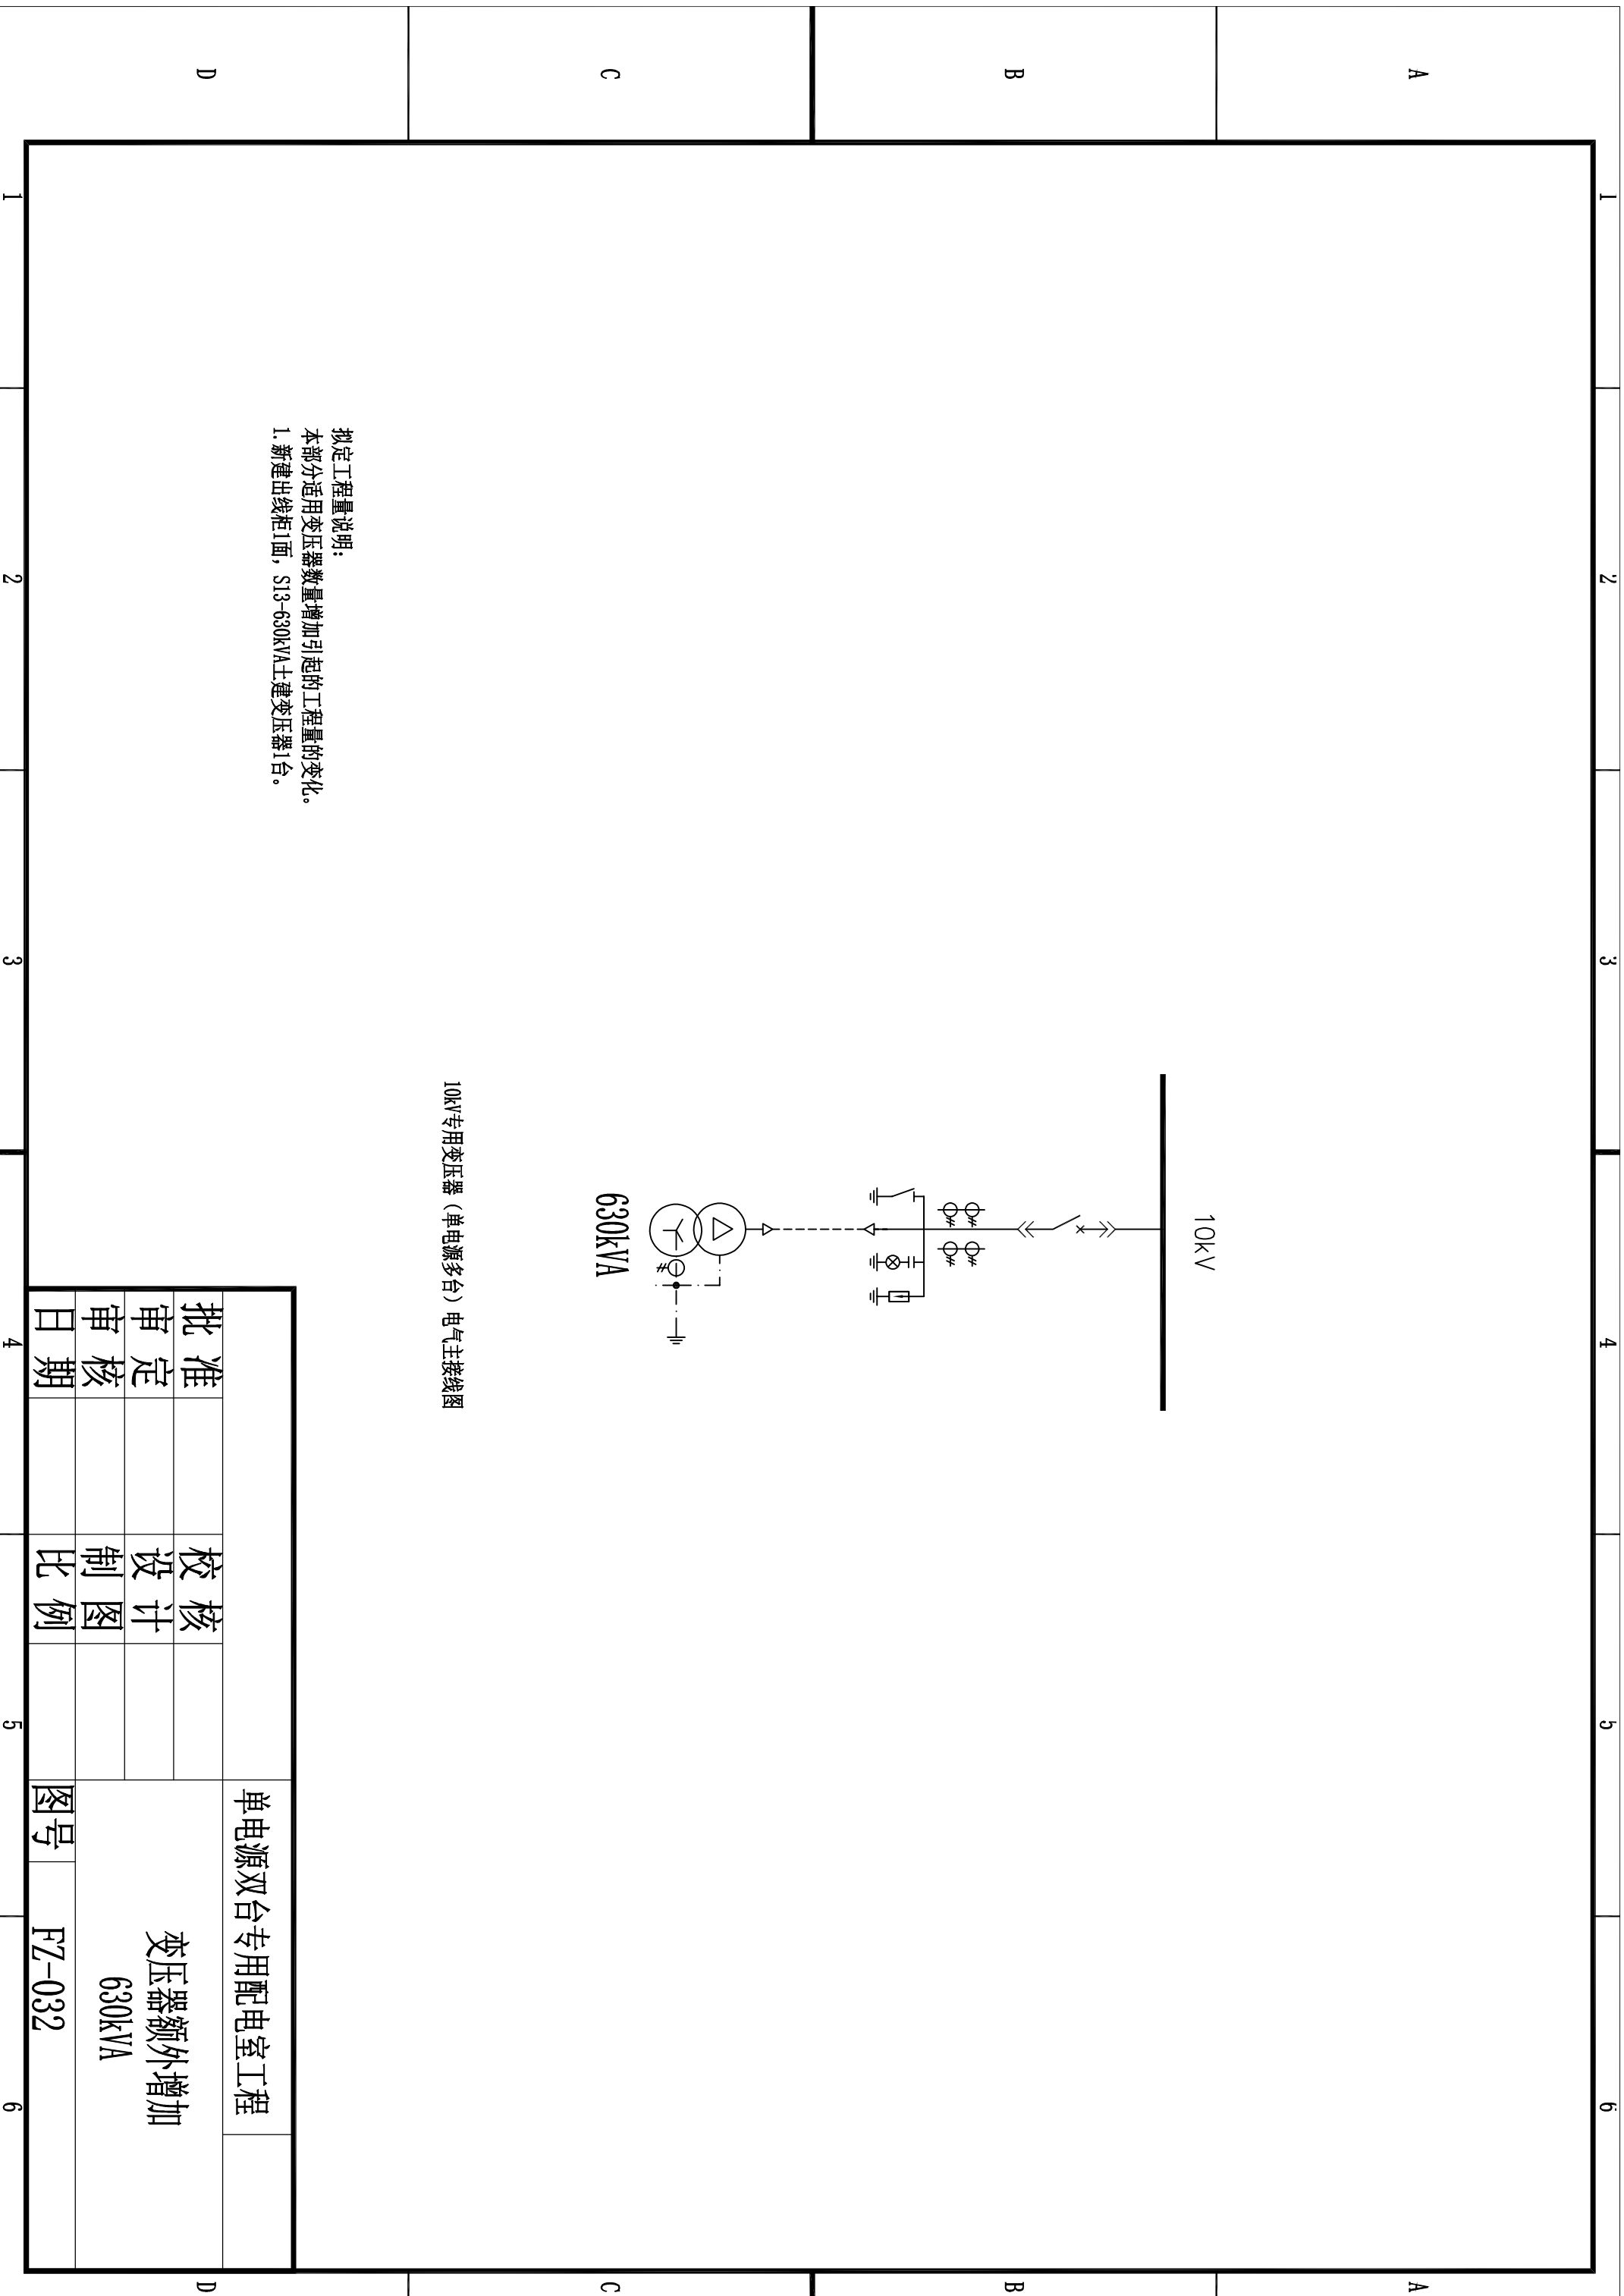 1 2 3 4 5 6
A
B
C
D
A
B
C
D
10kV
630kVA
10kV专用变压器（单电源多台）电气主接线图
拟定工程量说明：
本部分适用变压器数量增加引起的工程量的变化。
1.新建出线柜1面，S13-630kVA土建变压器1台。
单电源双台专用配电室工程
批 准
校 核
审 定
设 计
审 核
制 图
日 期
比 例
变压器额外增加
630kVA
图号
FZ-032
1 2 3 4 5 6